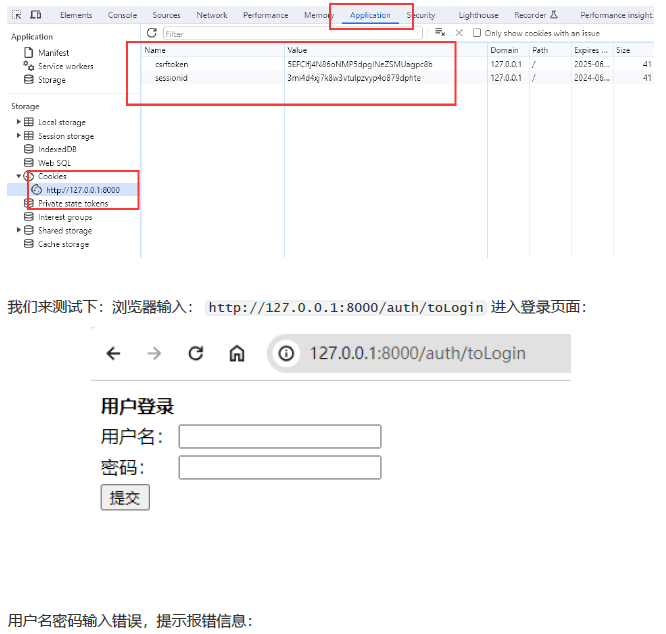 Elements Console Sources Network Performance Memory Application Security Lighthouse Recorder Performance insight
Application
Manifest
Service workers
Storage
Storage
Local storage
Session storage
IndexedDB
Web SQL
Cookies
http://127.0.0.1:8000
Private state tokens
Interest groups
Shared storage
Cache storage
Filter Only show cookies with an issue
Name Value Domain Path Expires ... Size
csrftoken 127.0.0.1 / 2025-06... 41
sessionid 127.0.0.1 / 2024-06... 41
我们来测试下：浏览器输入： http://127.0.0.1:8000/auth/toLogin 进入登录页面：
127.0.0.1:8000/auth/toLogin
用户登录
用户名：
密码：
提交
用户名密码输入错误，提示报错信息：